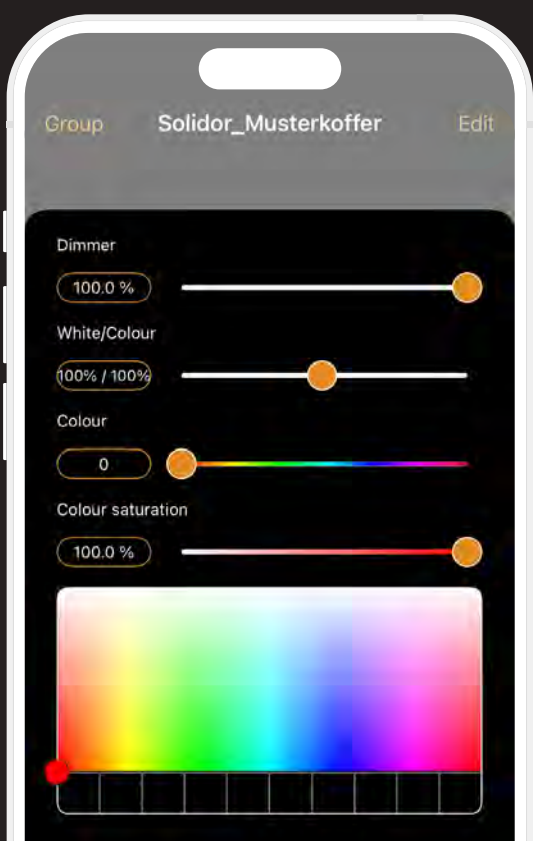 Group Solidor_Musterkoffer Edit
Dimmer
100.0 %
White/Colour
100% / 100%
Colour
0
Colour saturation
100.0 %